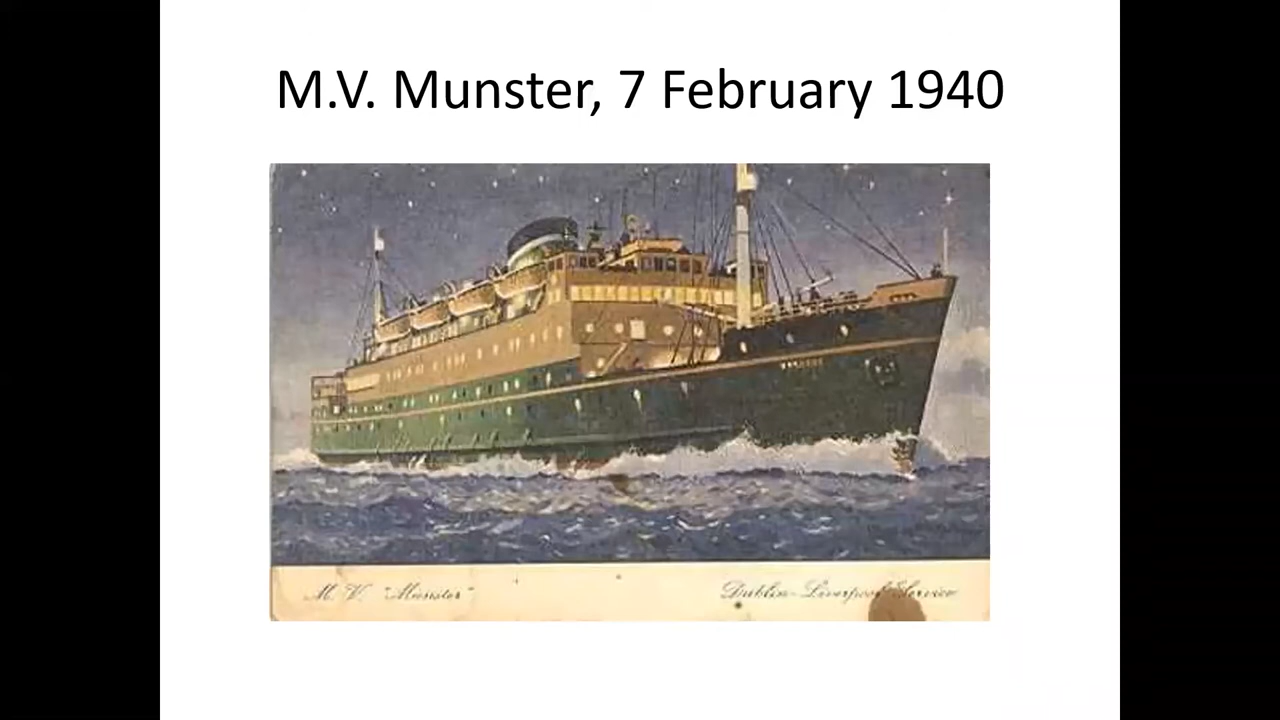 M.V. Munster, 7 February 1940
M. V. "Munster"
Dublin-Liverpool Service